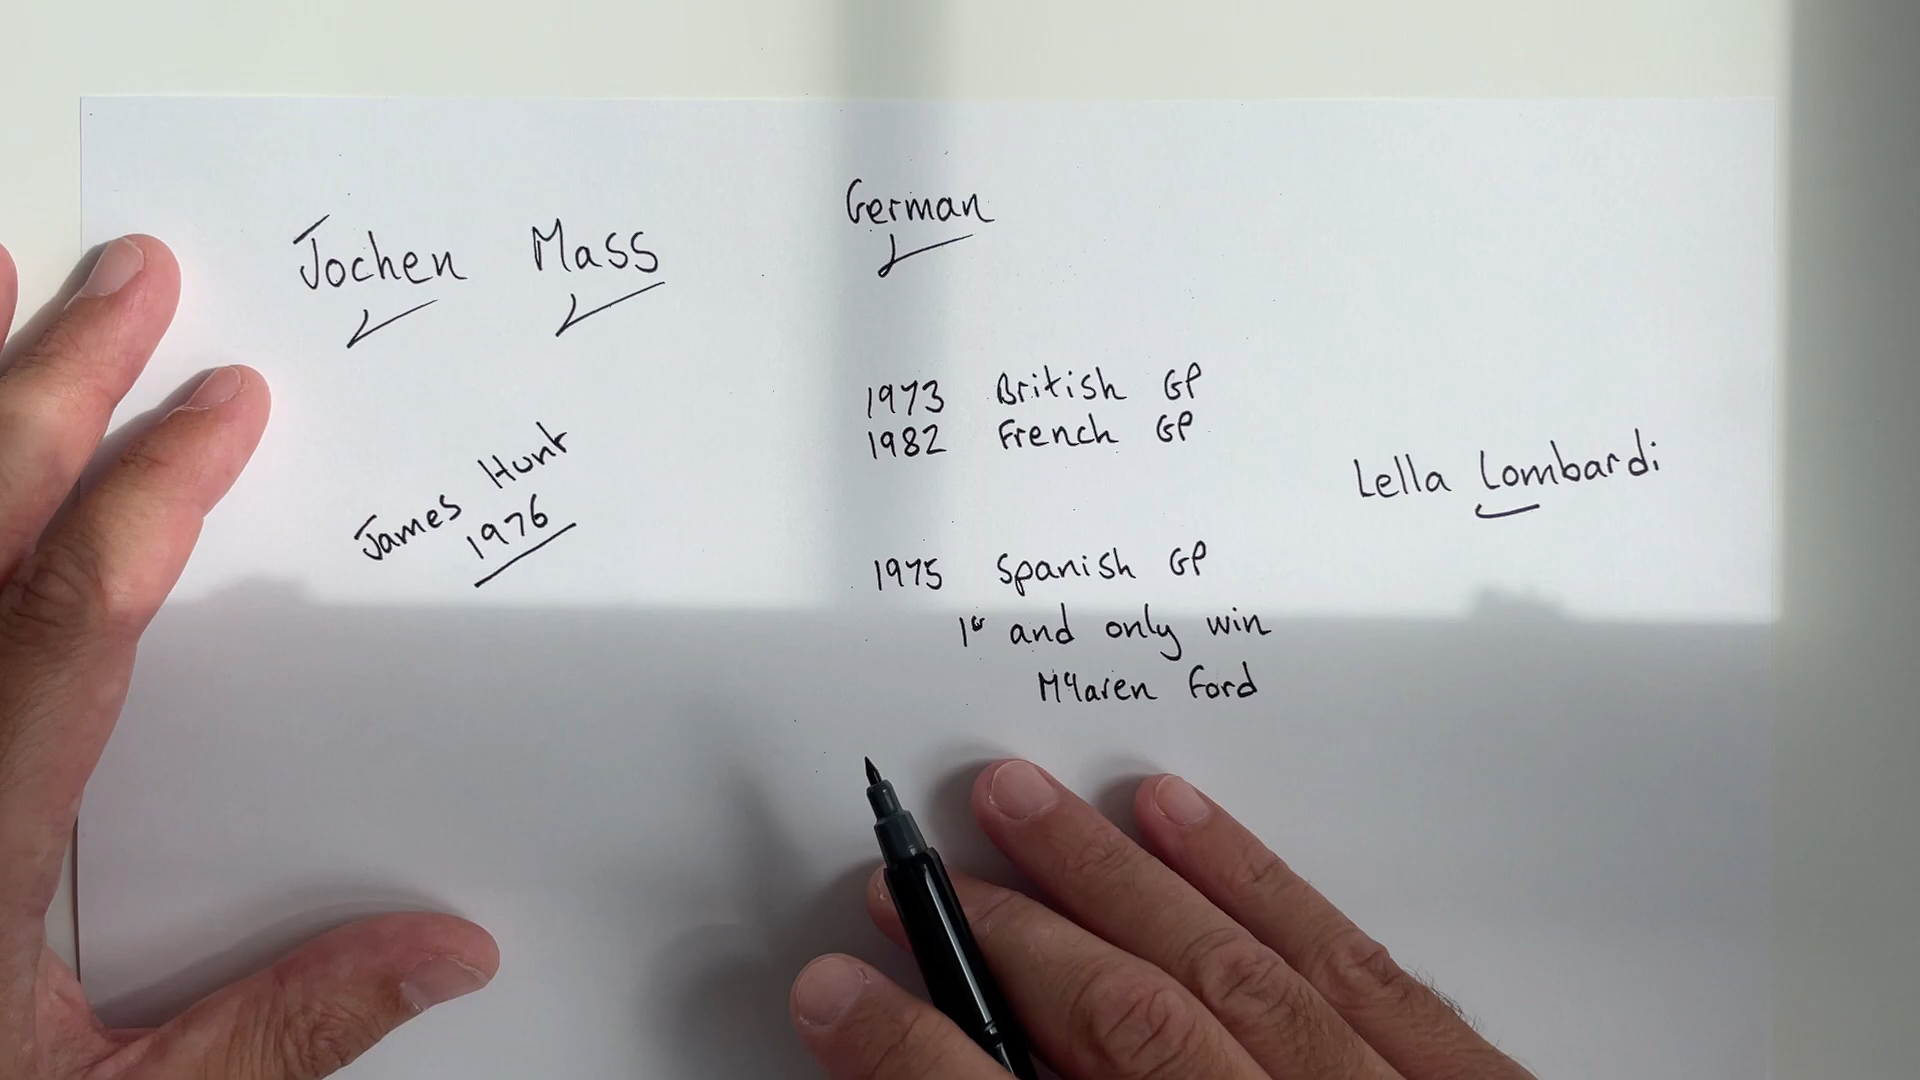 Jochen Mass
German
James Hunt
1976
1973 British GP
1982 French GP
Lella Lombardi
1975 Spanish GP
1st and only win
McLaren Ford